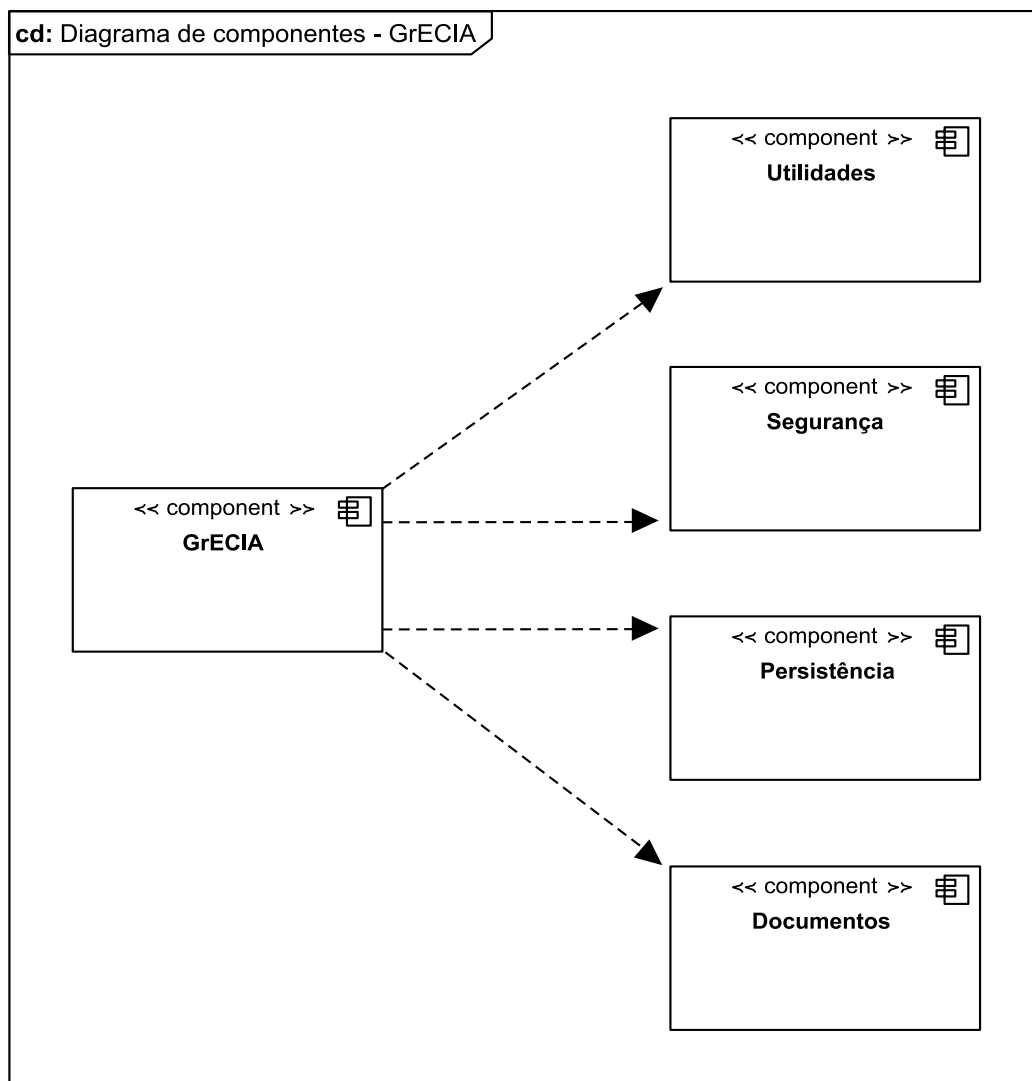 cd: Diagrama de componentes - GrECIA
<< component >>
Utilidades
<< component >>
Segurança
<< component >>
GrECIA
<< component >>
Persistência
<< component >>
Documentos